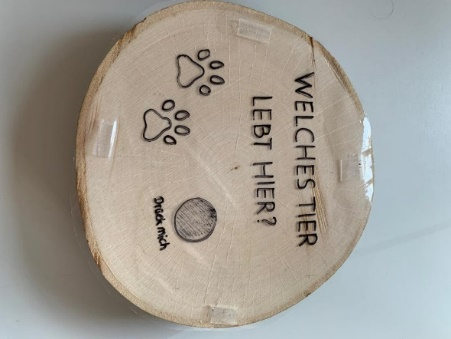 WELCHES TIER
LEBT HIER?
Drück mich